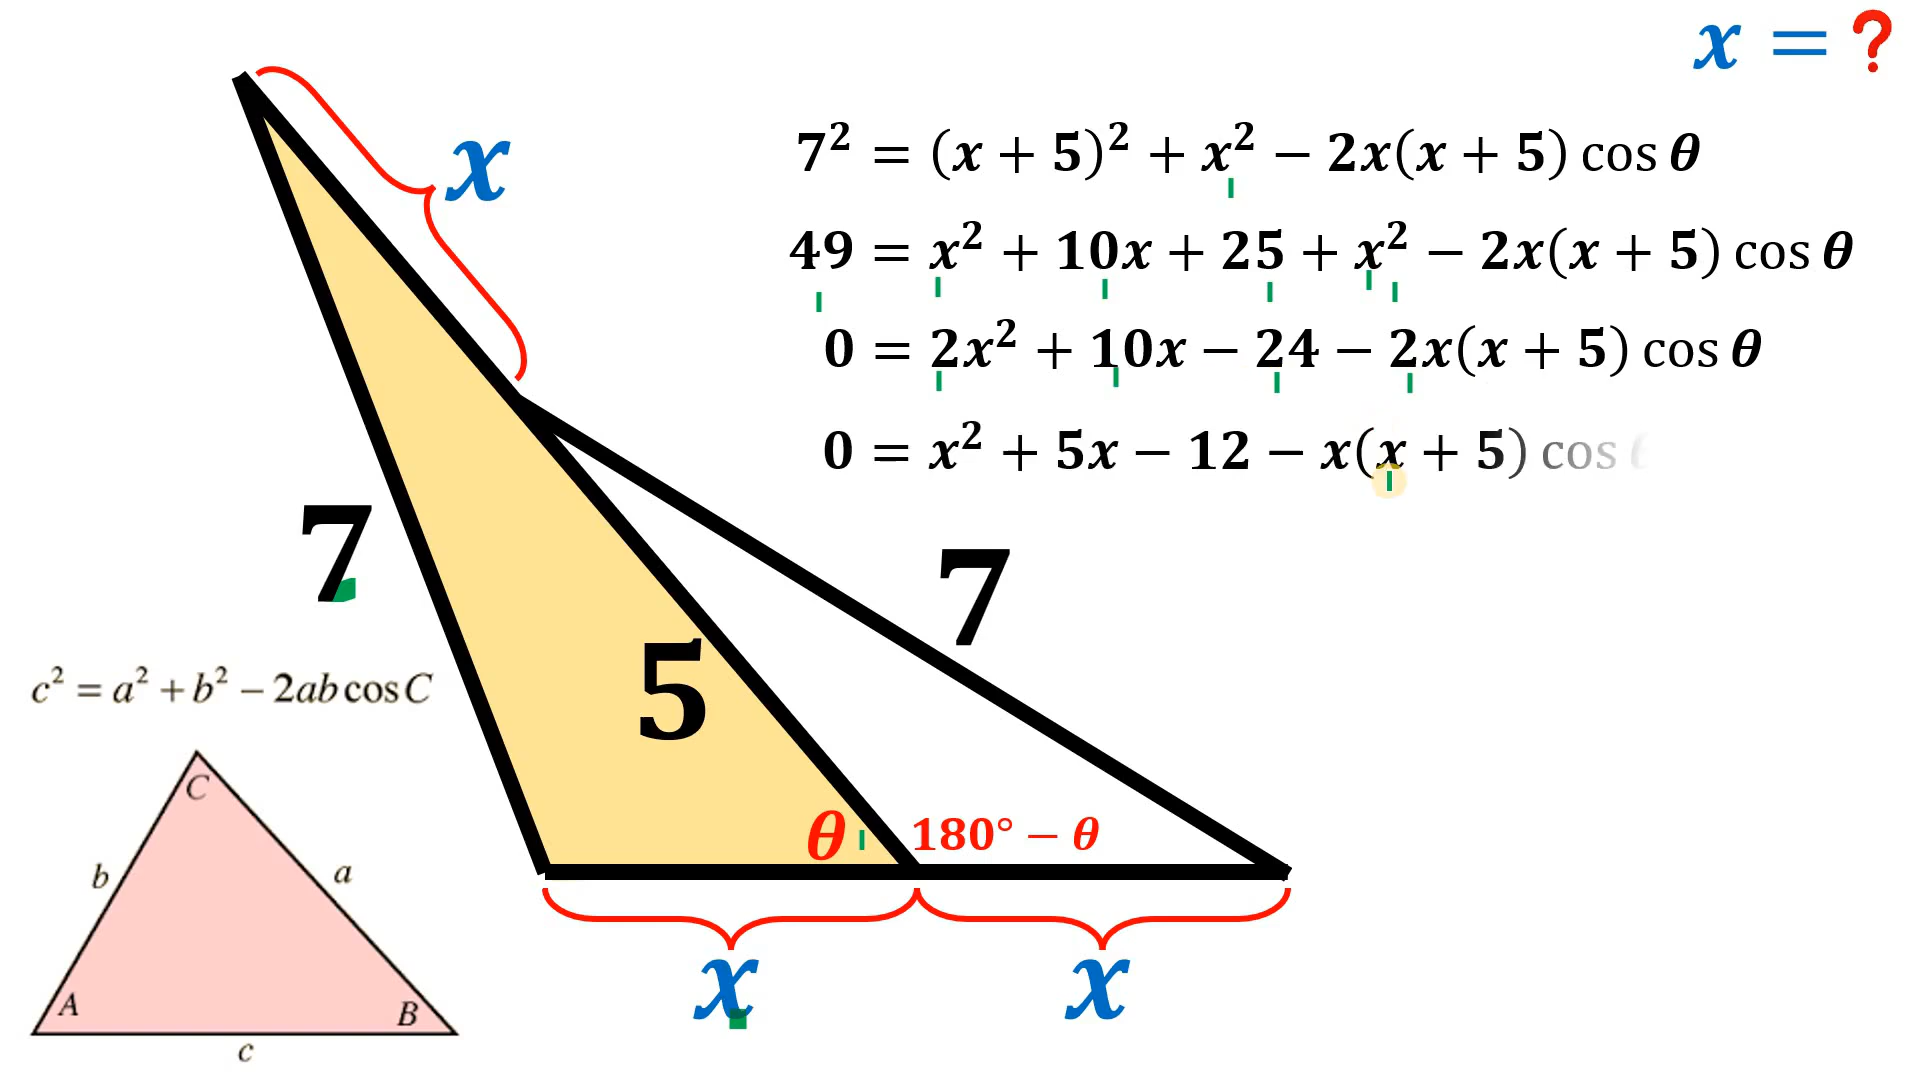 x = ?
7² = (x + 5)² + x² − 2x(x + 5) cos θ
49 = x² + 10x + 25 + x² − 2x(x + 5) cos θ
0 = 2x² + 10x − 24 − 2x(x + 5) cos θ
0 = x² + 5x − 12 − x(x + 5) cos
x
7
7
5
θ
180° − θ
x
x
c² = a² + b² − 2ab cos C
C
b
a
A
B
c